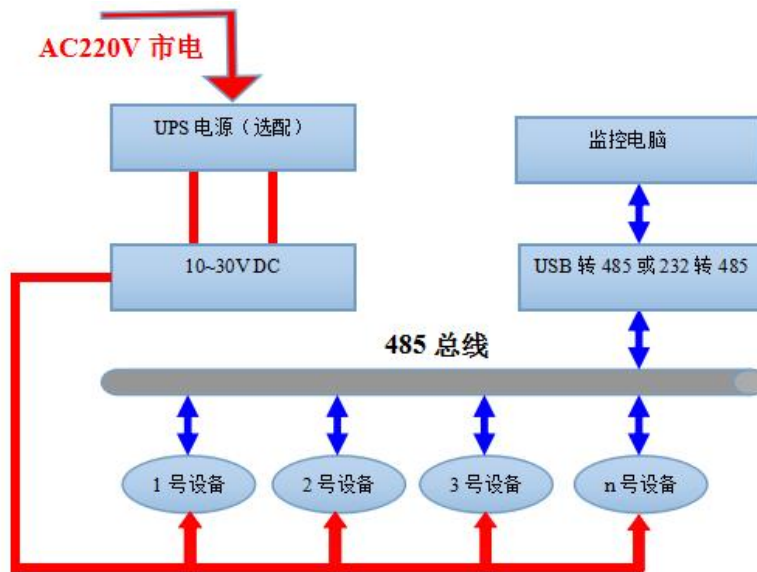 AC220V 市电
UPS 电源（选配）
监控电脑
10~30V DC
USB 转 485 或 232 转 485
485 总线
1 号设备
2 号设备
3 号设备
n 号设备